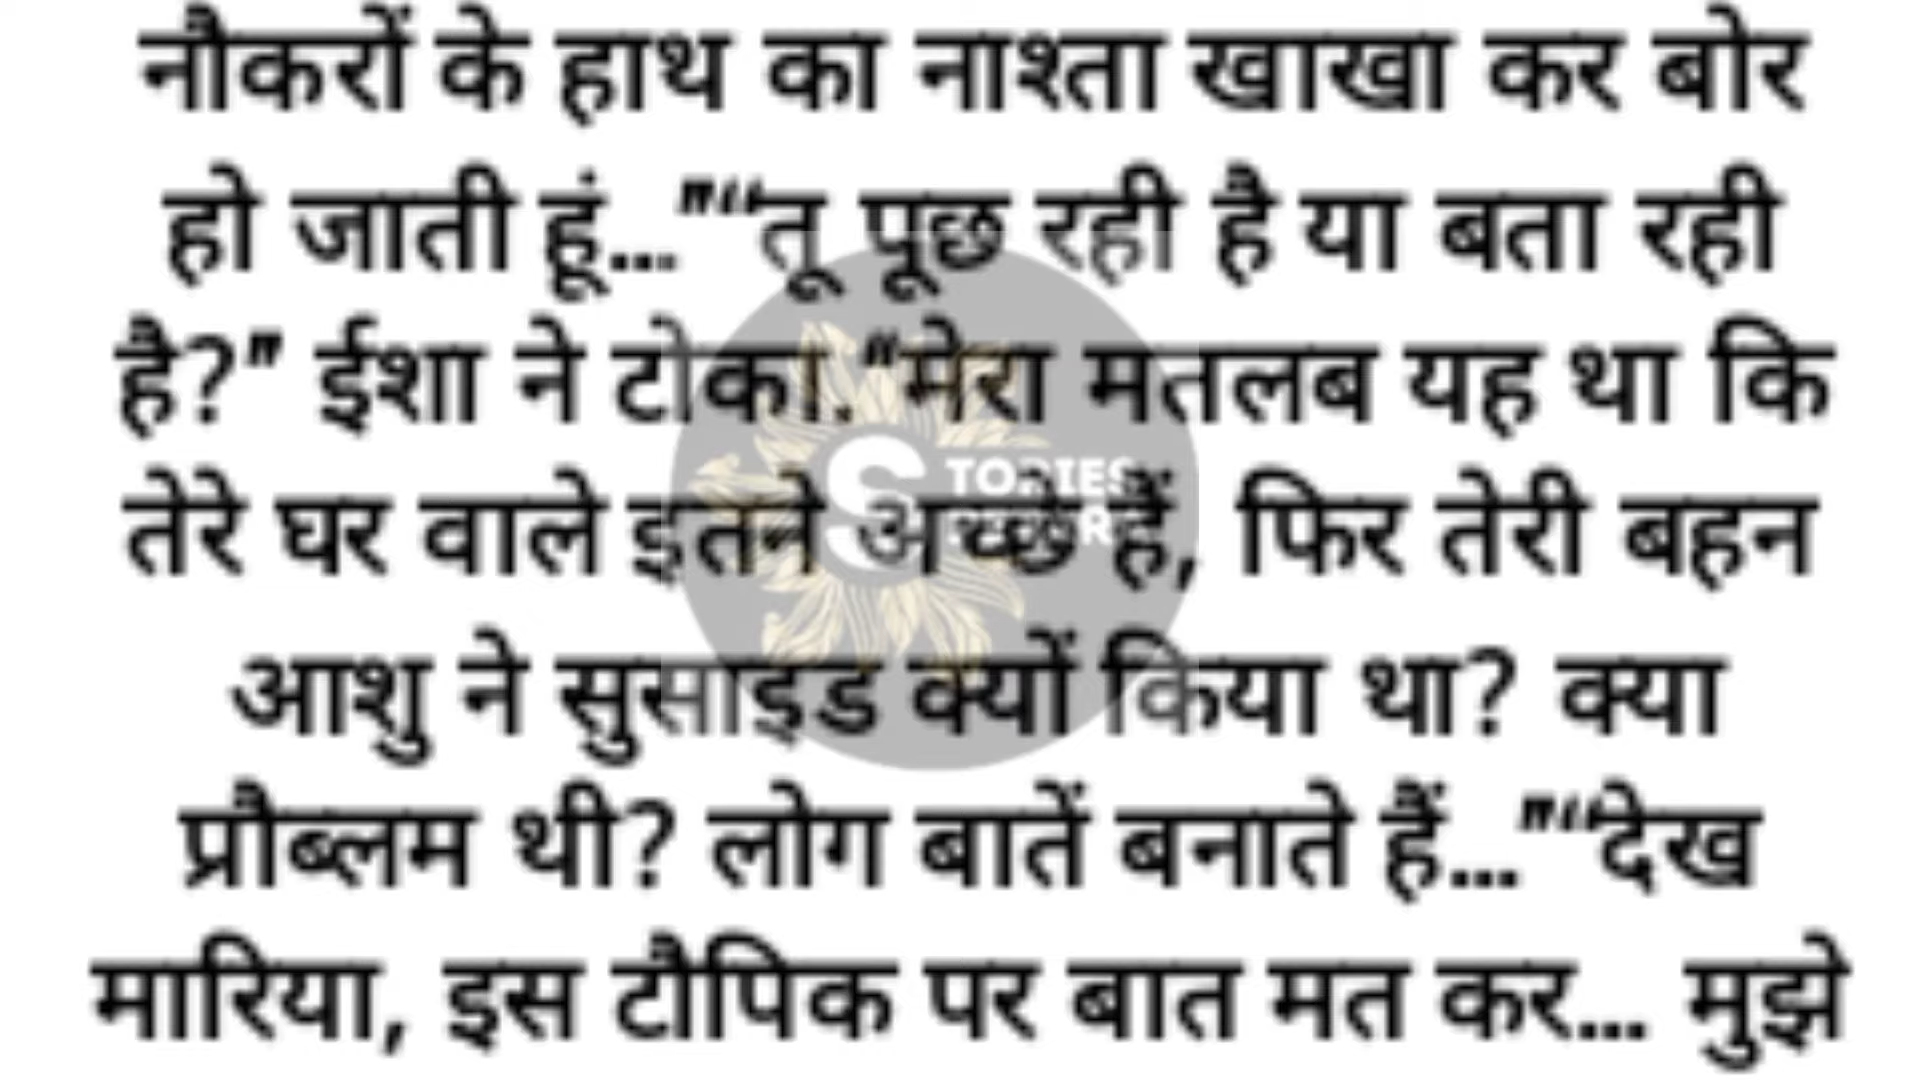 नौकरों के हाथ का नाश्ता खाखा कर बोर
हो जाती हूं..."“तू पूछ रही है या बता रही
है?" ईशा ने टोका. “मेरा मतलब यह था कि
तेरे घर वाले इतने अच्छे हैं, फिर तेरी बहन
आशु ने सुसाइड क्यों किया था? क्या
प्रौब्लम थी? लोग बातें बनाते हैं..."“देख
मारिया, इस टौपिक पर बात मत कर... मुझे
STORIES